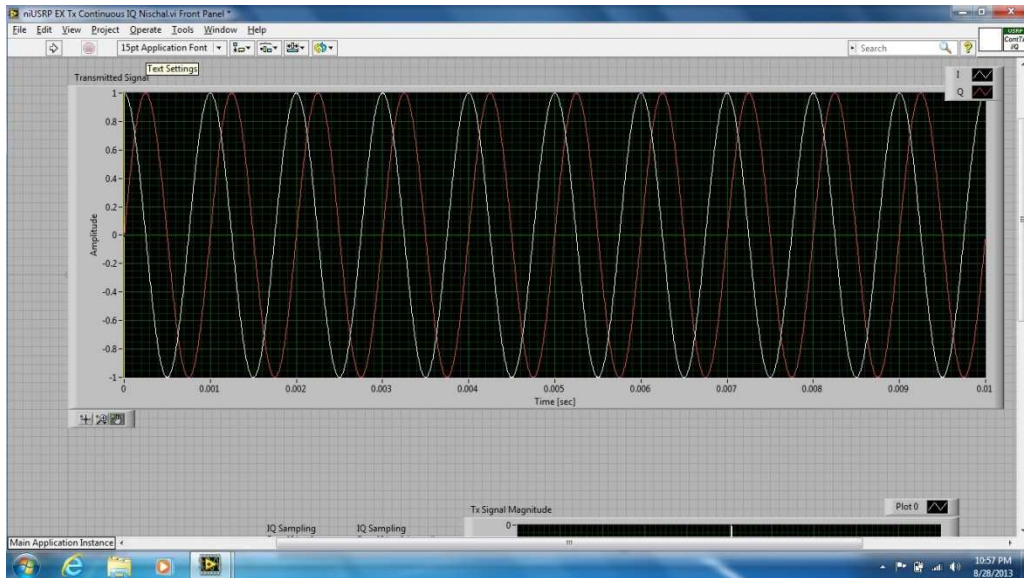 niUSRP EX Tx Continuous IQ Nischal.vi Front Panel *
File Edit View Project Operate Tools Window Help
15pt Application Font
Search
?
USRP
ContTx
IQ
Text Settings
Transmitted Signal
I
Q
1
0.8
0.6
0.4
0.2
0
-0.2
-0.4
-0.6
-0.8
-1
Amplitude
0 0.001 0.002 0.003 0.004 0.005 0.006 0.007 0.008 0.009 0.01
Time [sec]
Tx Signal Magnitude
Plot 0
IQ Sampling IQ Sampling
0
Main Application Instance
10:57 PM
8/28/2013